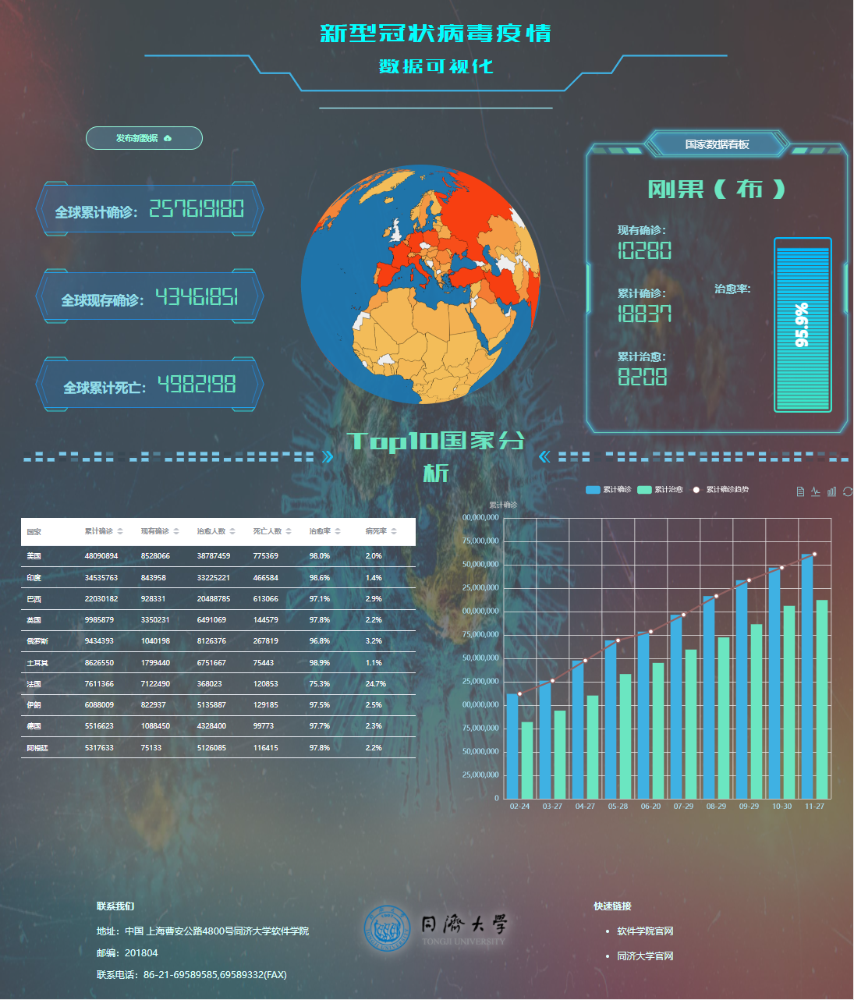 新型冠状病毒疫情
数据可视化
发布新数据
全球累计确诊： 257619180
全球现存确诊： 43461851
全球累计死亡： 4982198
国家数据看板
刚果（布）
现有确诊：
10280
累计确诊：
18837
累计治愈：
8208
治愈率：
95.9%
Top10国家分
析
国家 累计确诊 现有确诊 治愈人数 死亡人数 治愈率 病死率
美国 48090894 8528066 38787459 775369 98.0% 2.0%
印度 34535763 843958 33225221 466584 98.6% 1.4%
巴西 22030182 928331 20488785 613066 97.1% 2.9%
英国 9985879 3350231 6491069 144579 97.8% 2.2%
俄罗斯 9434393 1040198 8126376 267819 96.8% 3.2%
土耳其 8626550 1799440 6751667 75443 98.9% 1.1%
法国 7611366 7122490 368023 120853 75.3% 24.7%
伊朗 6088009 822937 5135887 129185 97.5% 2.5%
德国 5516623 1088450 4328400 99773 97.7% 2.3%
阿根廷 5317633 75133 5126085 116415 97.8% 2.2%
累计确诊 累计治愈 累计确诊趋势
累计确诊
00,000,000
75,000,000
50,000,000
25,000,000
00,000,000
75,000,000
50,000,000
25,000,000
00,000,000
75,000,000
50,000,000
25,000,000
0
02-24 03-27 04-27 05-28 06-20 07-29 08-29 09-29 10-30 11-27
联系我们
地址：中国 上海曹安公路4800号同济大学软件学院
邮编：201804
联系电话：86-21-69589585,69589332(FAX)
同濟大學
TONGJI UNIVERSITY
快速链接
软件学院官网
同济大学官网